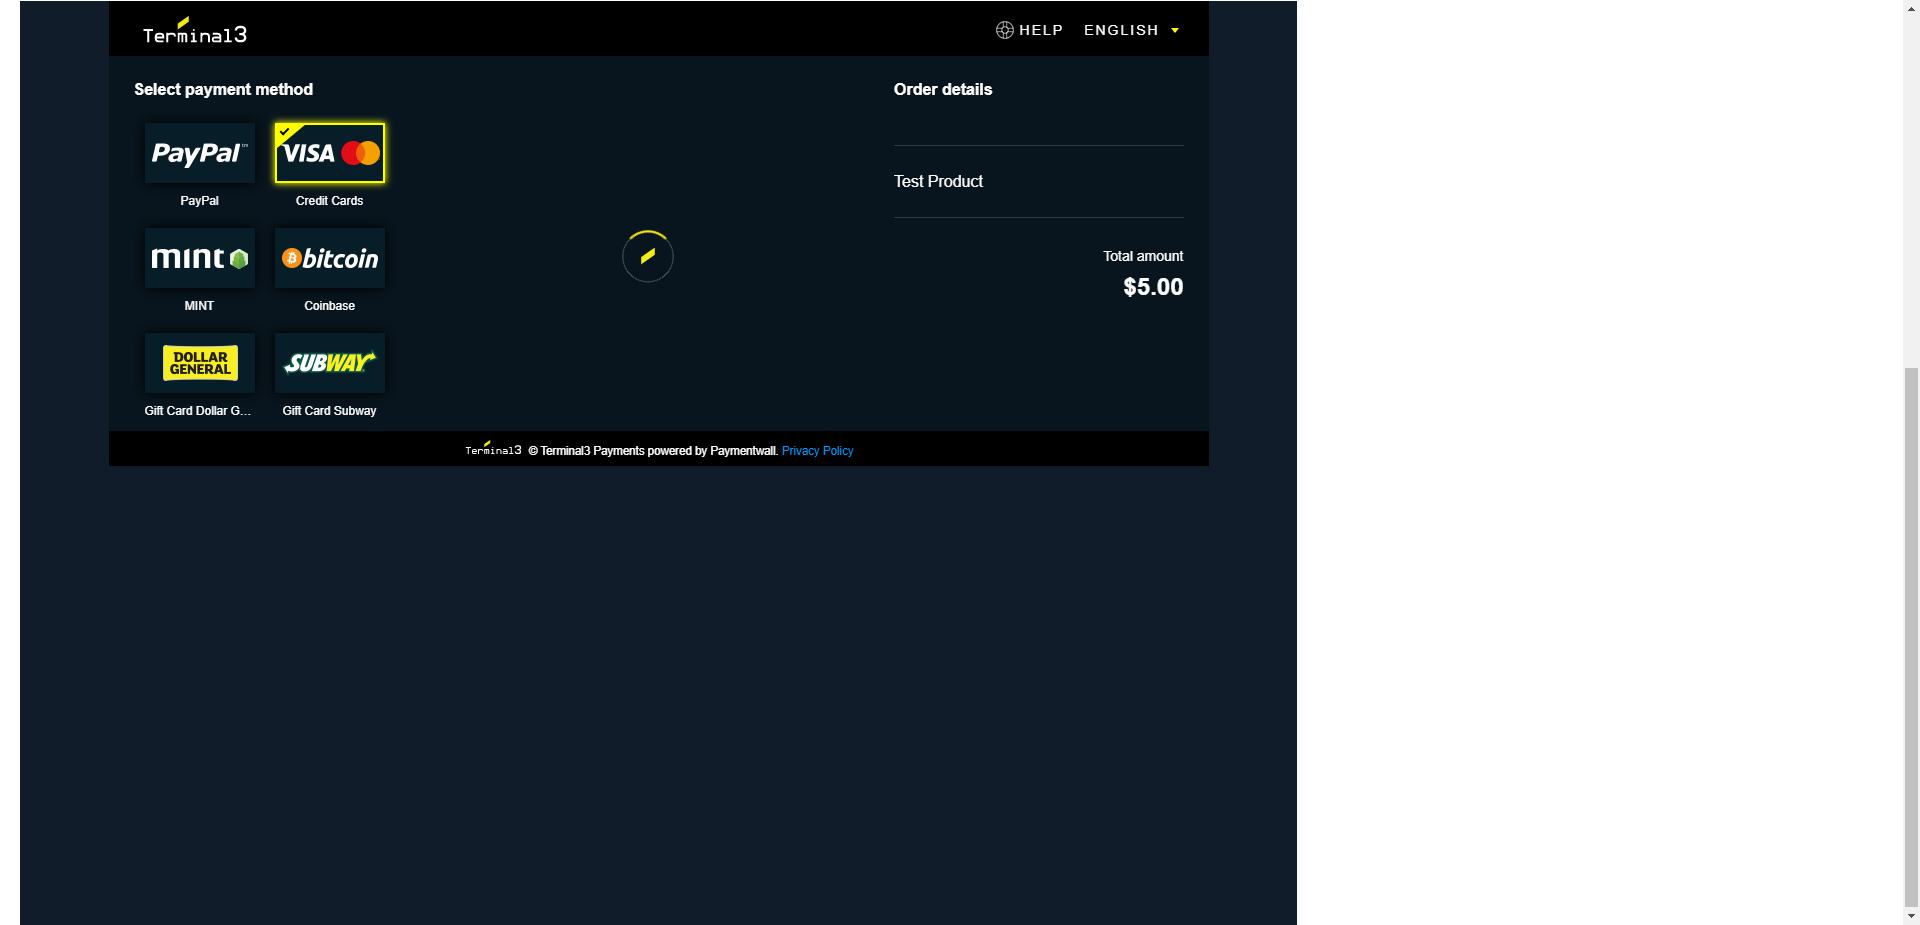 Terminal3
HELP ENGLISH
Select payment method
PayPal™
VISA
PayPal
Credit Cards
mint
bitcoin
MINT
Coinbase
DOLLAR
GENERAL
SUBWAY
Gift Card Dollar G...
Gift Card Subway
Order details
Test Product
Total amount
$5.00
Terminal3 © Terminal3 Payments powered by Paymentwall. Privacy Policy